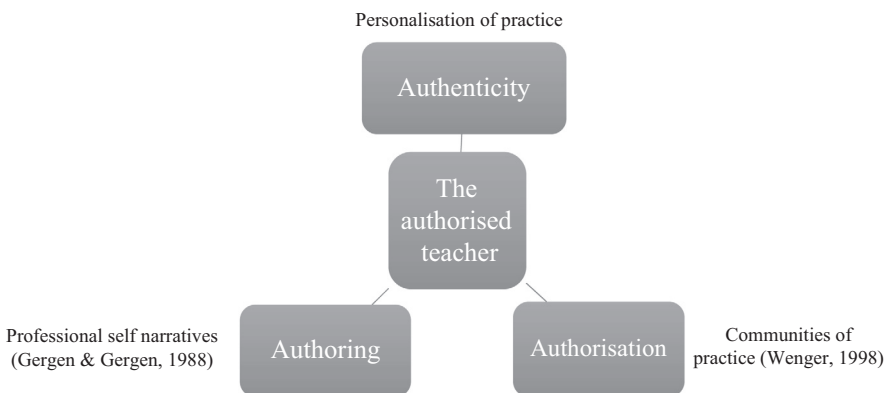 Personalisation of practice
Authenticity
The
authorised
teacher
Professional self narratives
(Gergen & Gergen, 1988)
Authoring
Authorisation
Communities of
practice (Wenger, 1998)